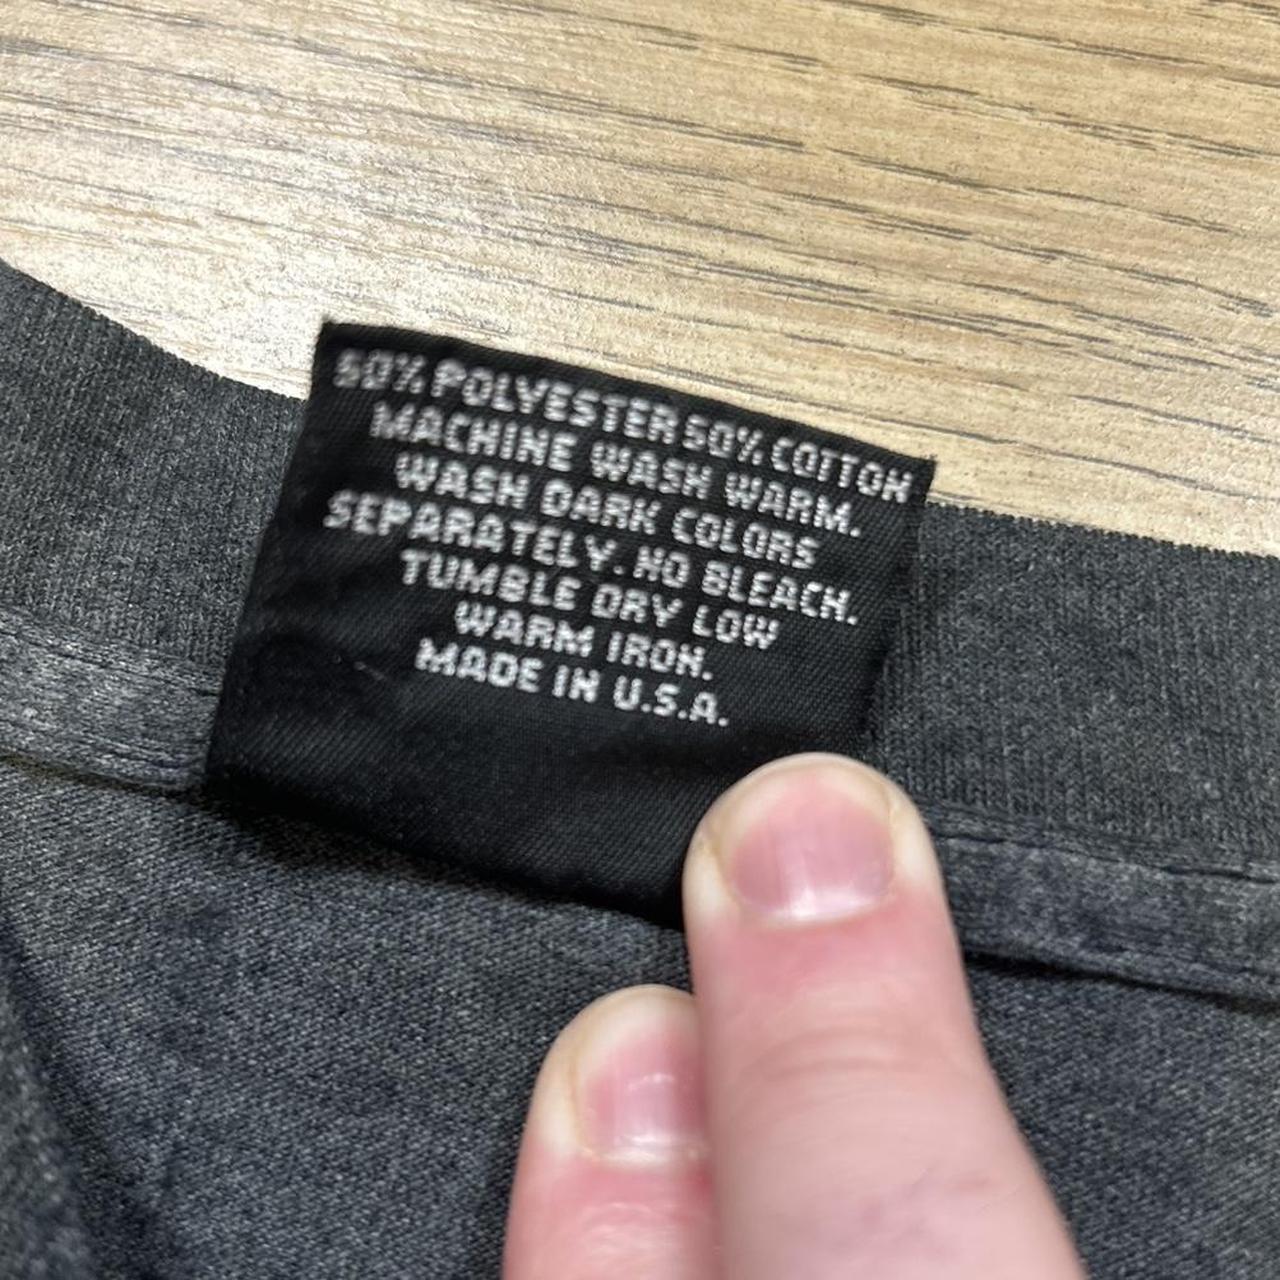 50% POLYESTER 50% COTTON
MACHINE WASH WARM.
WASH DARK COLORS
SEPARATELY. NO BLEACH.
TUMBLE DRY LOW
WARM IRON.
MADE IN U.S.A.